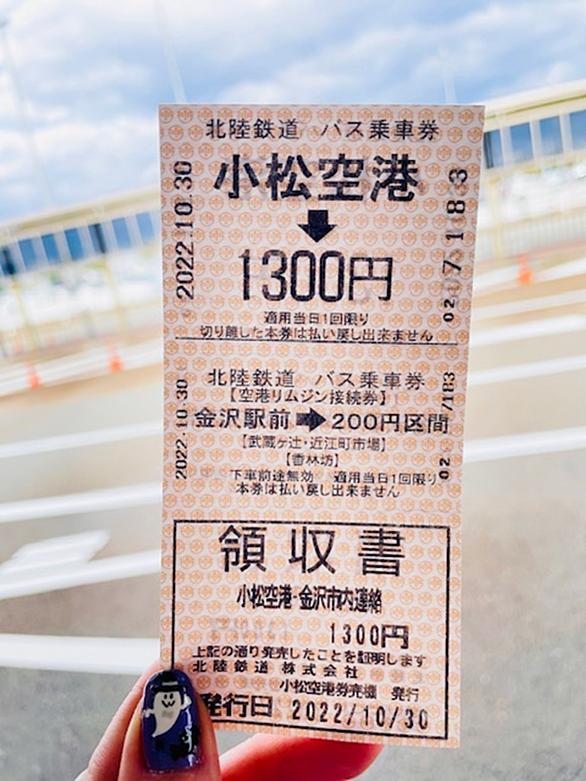 北陸鉄道 バス乗車券
小松空港
↓
1300円
適用当日1回限り
切り離した本券は払い戻し出来ません
2022.10.30
02 7183
北陸鉄道 バス乗車券
【空港リムジン接続券】
金沢駅前➡200円区間
【武蔵ヶ辻・近江町市場】
【香林坊】
下車前途無効 適用当日1回限り
本券は払い戻し出来ません
2022.10.30
02 7183
領収書
小松空港-金沢市内連絡
1300円
上記の通り発売したことを証明します
北陸鉄道株式会社
小松空港券売機 発行
発行日 2022/10/30